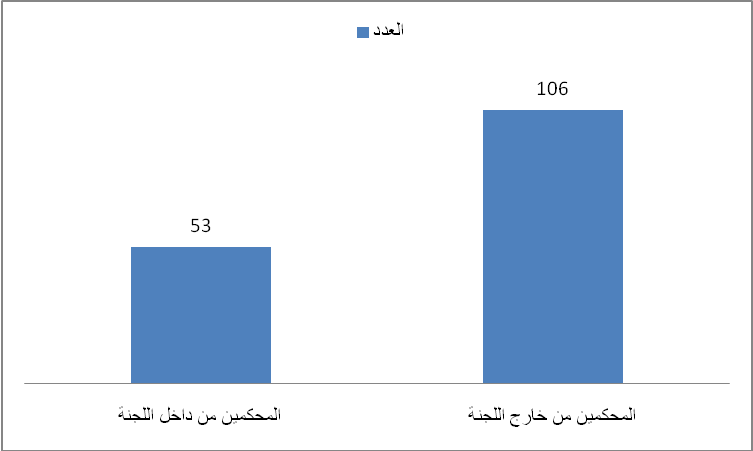 العدد
106
53
المحكمين من خارج اللجنة
المحكمين من داخل اللجنة